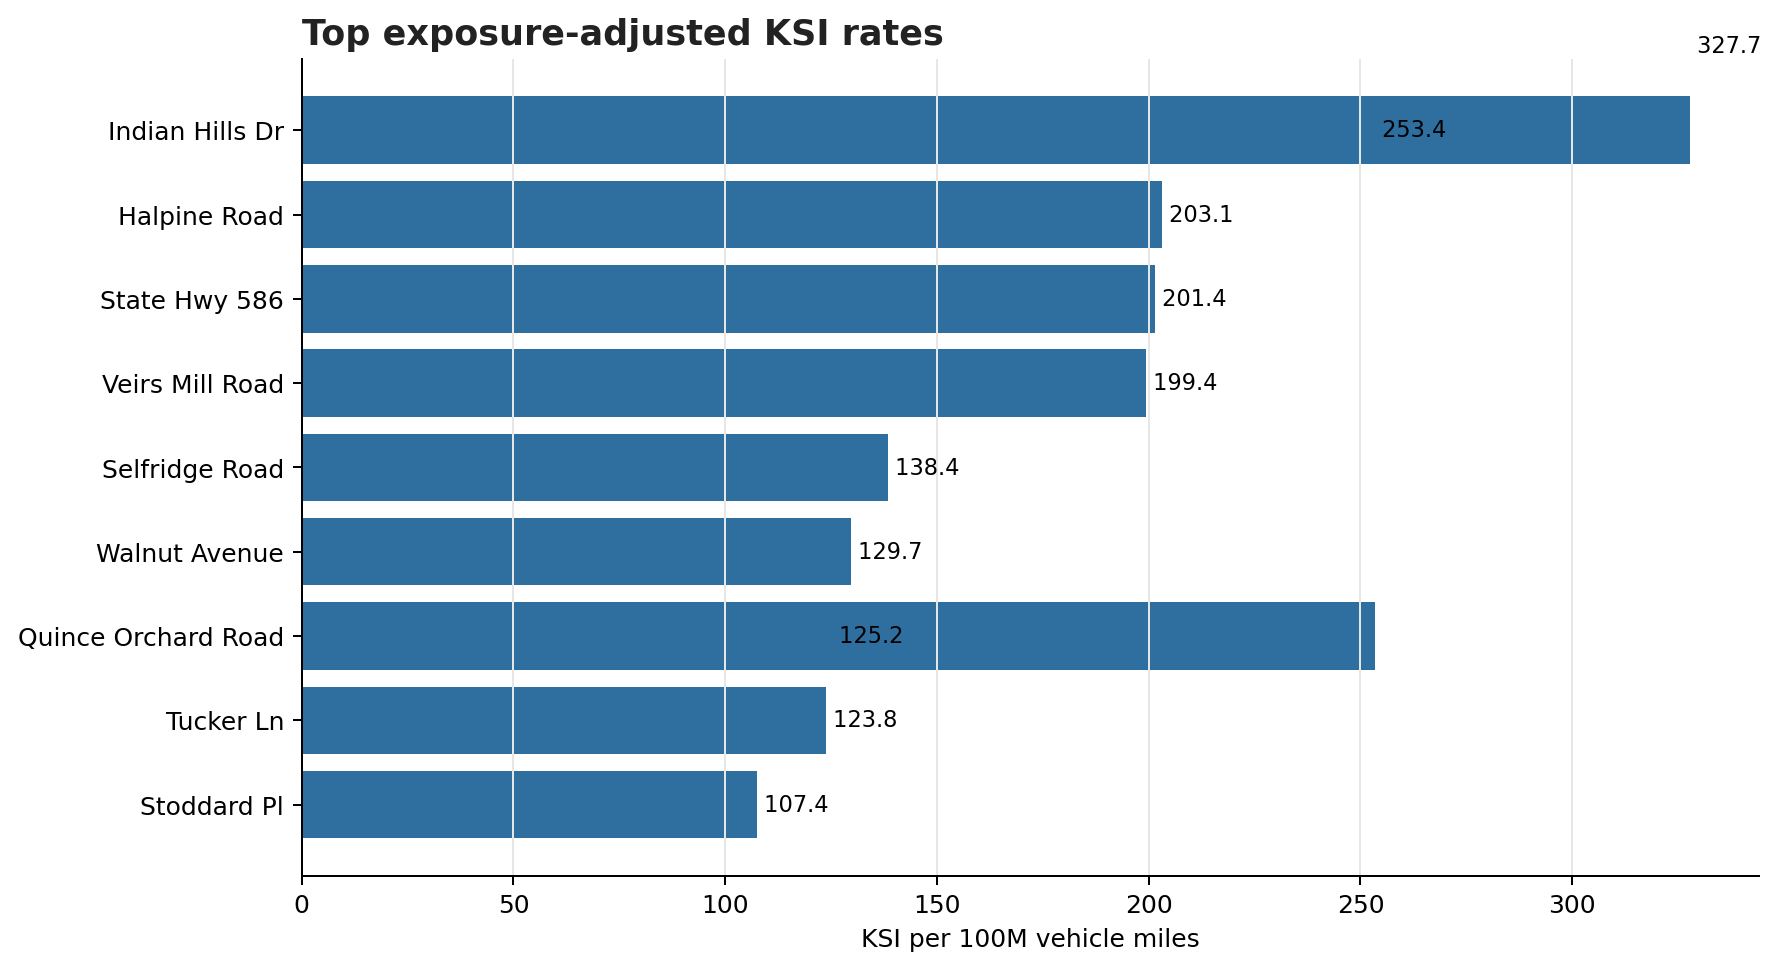 Top exposure-adjusted KSI rates
327.7
Indian Hills Dr 253.4
Halpine Road 203.1
State Hwy 586 201.4
Veirs Mill Road 199.4
Selfridge Road 138.4
Walnut Avenue 129.7
Quince Orchard Road 125.2
Tucker Ln 123.8
Stoddard Pl 107.4
0 50 100 150 200 250 300
KSI per 100M vehicle miles